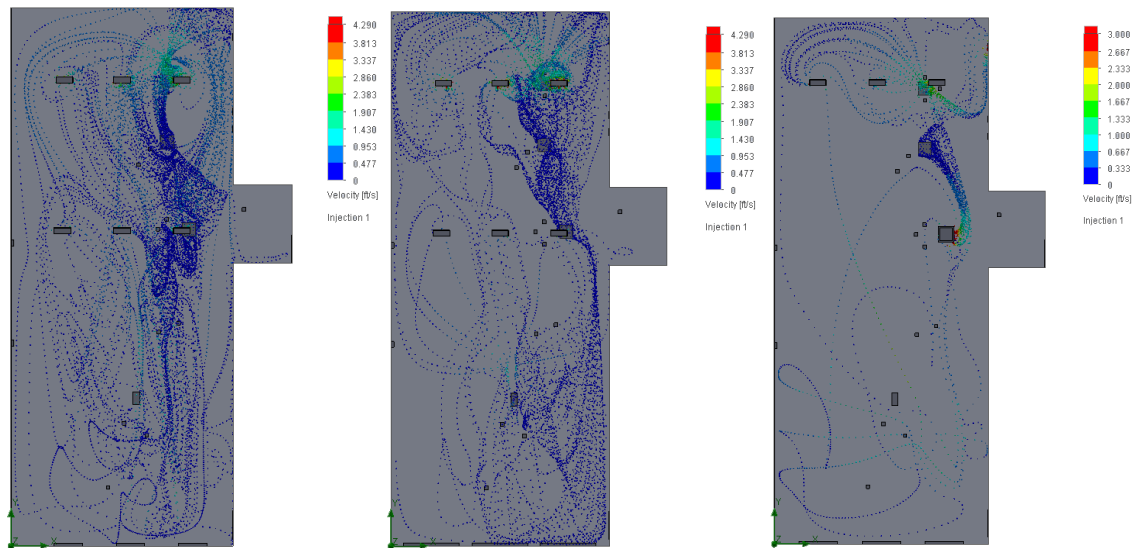 4.290
3.813
3.337
2.860
2.383
1.907
1.430
0.953
0.477
0
Velocity [ft/s]
Injection 1
Y
Z
X
4.290
3.813
3.337
2.860
2.383
1.907
1.430
0.953
0.477
0
Velocity [ft/s]
Injection 1
Y
Z
X
3.000
2.667
2.333
2.000
1.667
1.333
1.000
0.667
0.333
0
Velocity [ft/s]
Injection 1
Y
Z
X